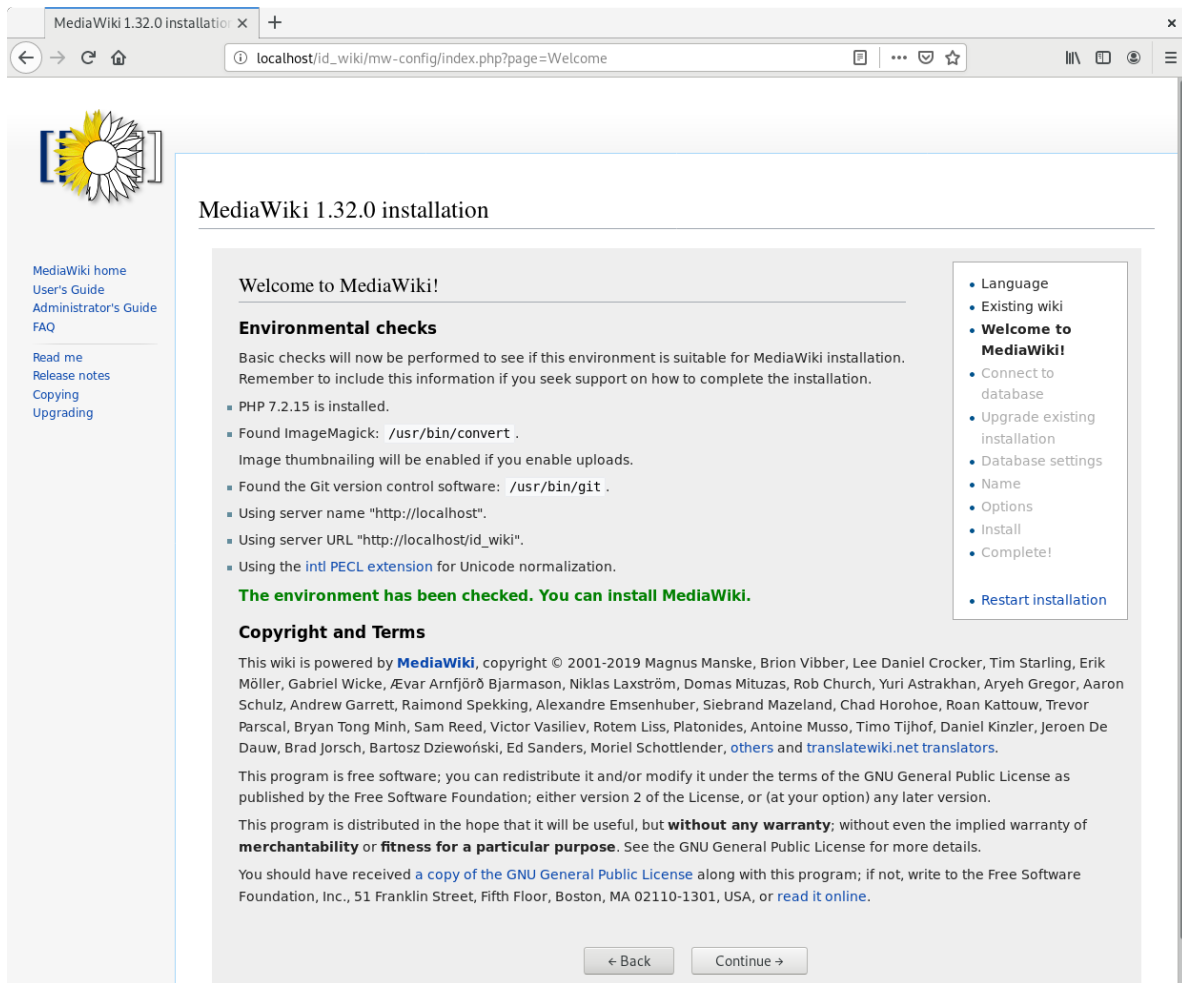 MediaWiki 1.32.0 installation
localhost/id_wiki/mw-config/index.php?page=Welcome
MediaWiki home
User's Guide
Administrator's Guide
FAQ
Read me
Release notes
Copying
Upgrading
MediaWiki 1.32.0 installation
Welcome to MediaWiki!
Environmental checks
Basic checks will now be performed to see if this environment is suitable for MediaWiki installation.
Remember to include this information if you seek support on how to complete the installation.
PHP 7.2.15 is installed.
Found ImageMagick: /usr/bin/convert.
Image thumbnailing will be enabled if you enable uploads.
Found the Git version control software: /usr/bin/git.
Using server name "http://localhost".
Using server URL "http://localhost/id_wiki".
Using the intl PECL extension for Unicode normalization.
The environment has been checked. You can install MediaWiki.
Language
Existing wiki
Welcome to
MediaWiki!
Connect to
database
Upgrade existing
installation
Database settings
Name
Options
Install
Complete!
Restart installation
Copyright and Terms
This wiki is powered by MediaWiki, copyright © 2001-2019 Magnus Manske, Brion Vibber, Lee Daniel Crocker, Tim Starling, Erik
Möller, Gabriel Wicke, Ævar Arnfjörð Bjarmason, Niklas Laxström, Domas Mituzas, Rob Church, Yuri Astrakhan, Aryeh Gregor, Aaron
Schulz, Andrew Garrett, Raimond Spekking, Alexandre Emsenhuber, Siebrand Mazeland, Chad Horohoe, Roan Kattouw, Trevor
Parscal, Bryan Tong Minh, Sam Reed, Victor Vasiliev, Rotem Liss, Platonides, Antoine Musso, Timo Tijhof, Daniel Kinzler, Jeroen De
Dauw, Brad Jorsch, Bartosz Dziewoński, Ed Sanders, Moriel Schottlender, others and translatewiki.net translators.
This program is free software; you can redistribute it and/or modify it under the terms of the GNU General Public License as
published by the Free Software Foundation; either version 2 of the License, or (at your option) any later version.
This program is distributed in the hope that it will be useful, but without any warranty; without even the implied warranty of
merchantability or fitness for a particular purpose. See the GNU General Public License for more details.
You should have received a copy of the GNU General Public License along with this program; if not, write to the Free Software
Foundation, Inc., 51 Franklin Street, Fifth Floor, Boston, MA 02110-1301, USA, or read it online.
← Back
Continue →